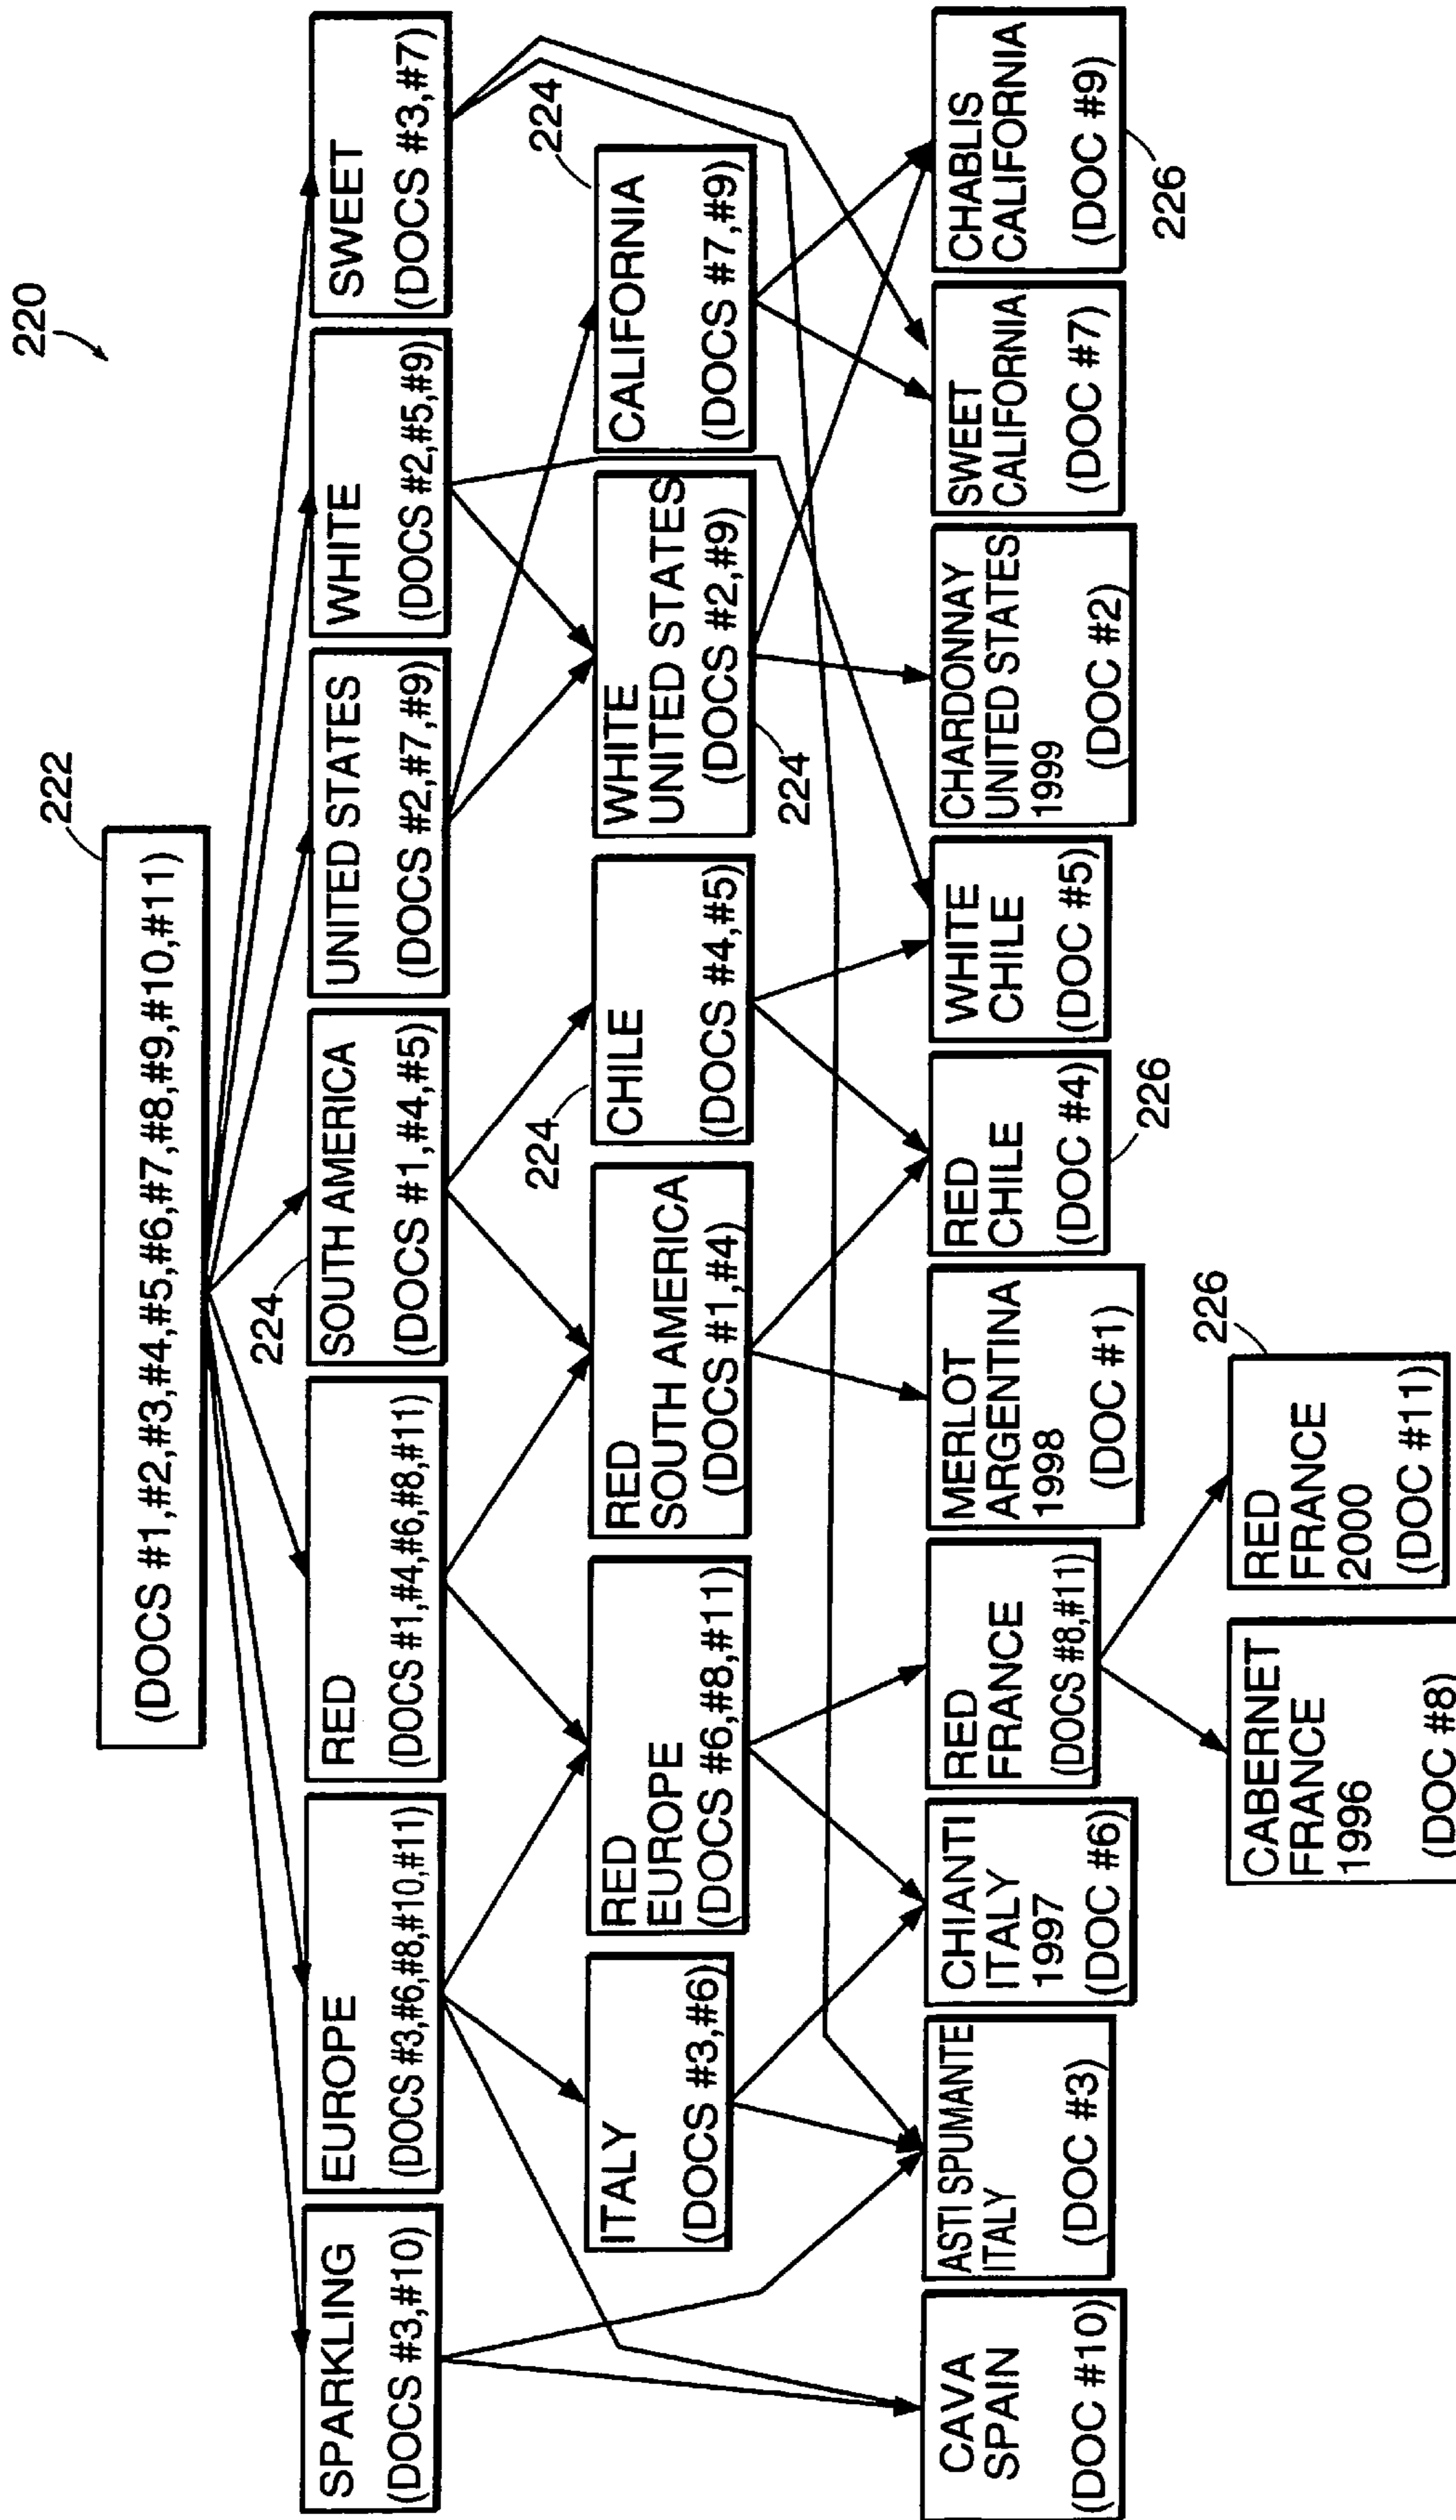 220
222
(DOCS #1,#2,#3,#4,#5,#6,#7,#8,#9,#10,#11)
224
SPARKLING
(DOCS #3,#10)
EUROPE
(DOCS #3,#6,#8,#10,#11)
RED
(DOCS #1,#4,#6,#8,#11)
SOUTH AMERICA
(DOCS #1,#4,#5)
UNITED STATES
(DOCS #2,#7,#9)
WHITE
(DOCS #2,#5,#9)
SWEET
(DOCS #3,#7)
224
224
ITALY
(DOCS #3,#6)
RED
EUROPE
(DOCS #6,#8,#11)
RED
SOUTH AMERICA
(DOCS #1,#4)
CHILE
(DOCS #4,#5)
WHITE
UNITED STATES
(DOCS #2,#9)
CALIFORNIA
(DOCS #7,#9)
224
CAVA
SPAIN
(DOC #10)
ASTI SPUMANTE
ITALY
(DOC #3)
CHIANTI
ITALY
1997
(DOC #6)
RED
FRANCE
(DOCS #8,#11)
MERLOT
ARGENTINA
1998
(DOC #1)
RED
CHILE
(DOC #4)
WHITE
CHILE
(DOC #5)
CHARDONNAY
UNITED STATES
1999
(DOC #2)
SWEET
CALIFORNIA
(DOC #7)
CHABLIS
CALIFORNIA
(DOC #9)
226
226
226
CABERNET
FRANCE
1996
(DOC #8)
RED
FRANCE
2000
(DOC #11)